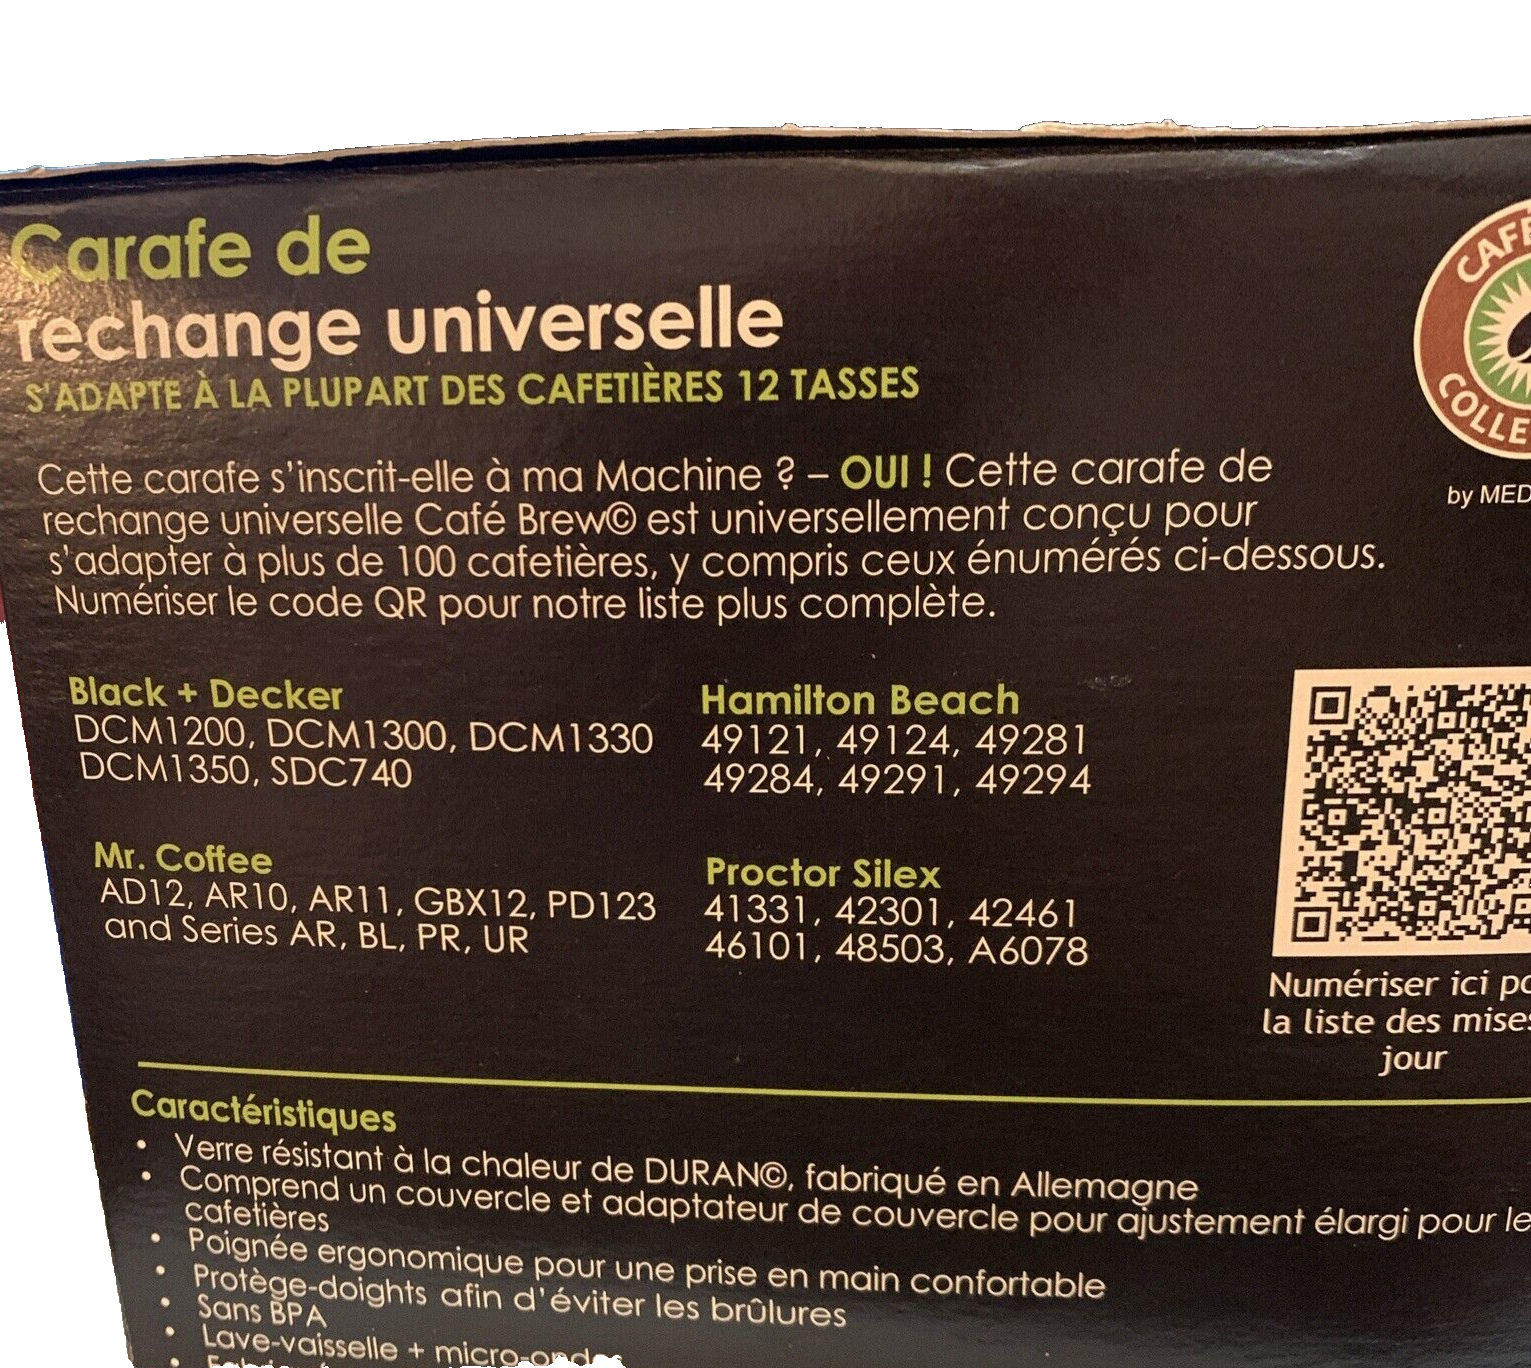 Carafe de
rechange universelle
S'ADAPTE À LA PLUPART DES CAFETIÈRES 12 TASSES
Cette carafe s'inscrit-elle à ma Machine ? – OUI ! Cette carafe de
rechange universelle Café Brew© est universellement conçu pour
s'adapter à plus de 100 cafetières, y compris ceux énumérés ci-dessous.
Numériser le code QR pour notre liste plus complète.
by
Black + Decker
DCM1200, DCM1300, DCM1330
DCM1350, SDC740
Hamilton Beach
49121, 49124, 49281
49284, 49291, 49294
Mr. Coffee
AD12, AR10, AR11, GBX12, PD123
and Series AR, BL, PR, UR
Proctor Silex
41331, 42301, 42461
46101, 48503, A6078
Numériser ici
la liste des mises
jour
Caractéristiques
• Verre résistant à la chaleur de DURAN©, fabriqué en Allemagne
• Comprend un couvercle et adaptateur de couvercle pour ajustement élargi pour
cafetières
• Poignée ergonomique pour une prise en main confortable
• Protège-doights afin d'éviter les brûlures
• Sans BPA
• Lave-vaisselle + micro-ondes